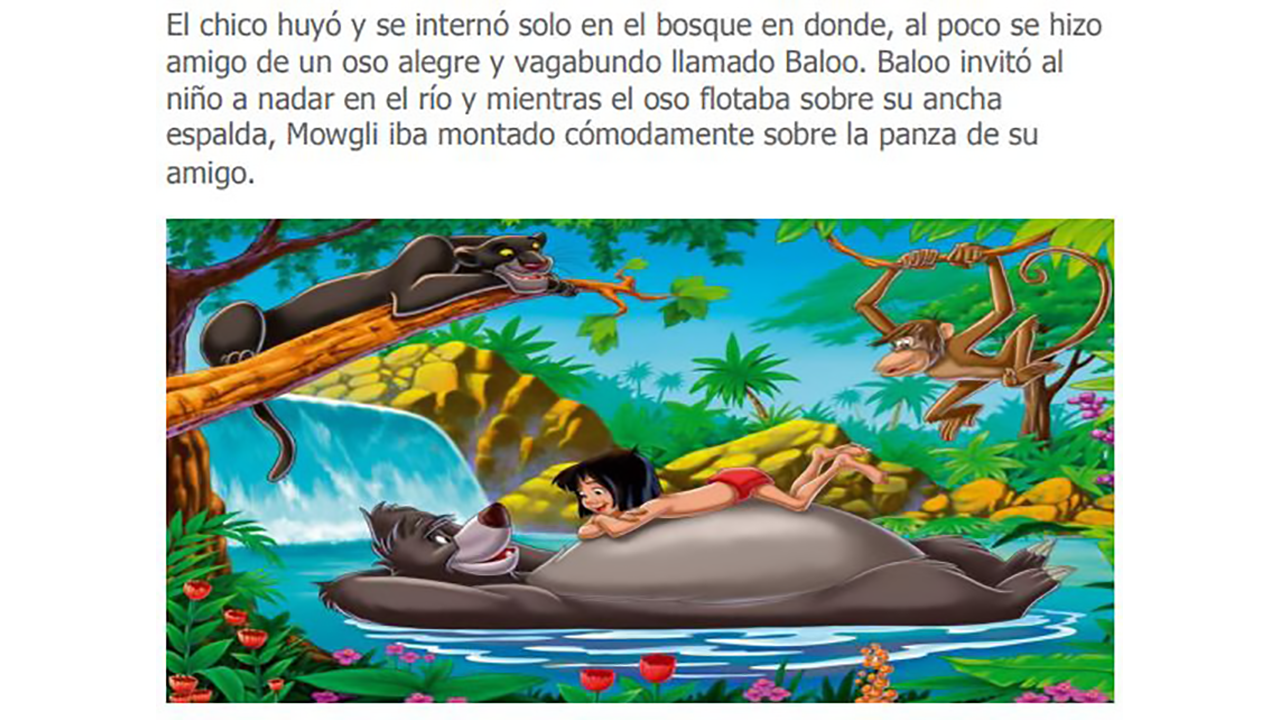 El chico huyó y se internó solo en el bosque en donde, al poco se hizo
amigo de un oso alegre y vagabundo llamado Baloo. Baloo invitó al
niño a nadar en el río y mientras el oso flotaba sobre su ancha
espalda, Mowgli iba montado cómodamente sobre la panza de su
amigo.